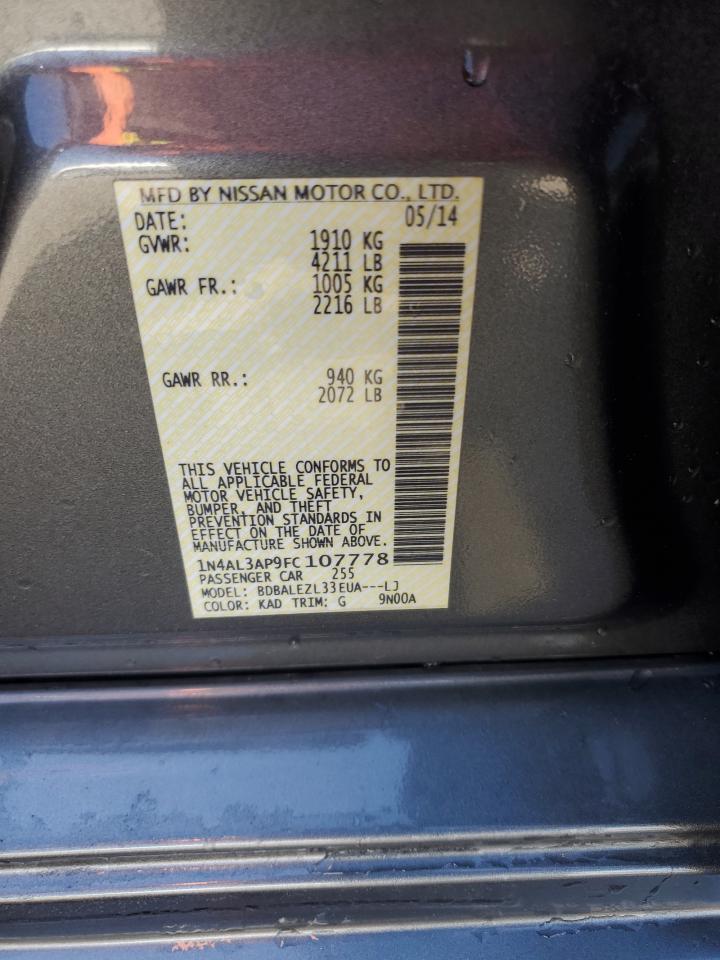 MFD BY NISSAN MOTOR CO., LTD.
DATE: 05/14
GVWR: 1910 KG
4211 LB
GAWR FR.: 1005 KG
2216 LB
GAWR RR.: 940 KG
2072 LB
THIS VEHICLE CONFORMS TO
ALL APPLICABLE FEDERAL
MOTOR VEHICLE SAFETY,
BUMPER, AND THEFT
PREVENTION STANDARDS IN
EFFECT ON THE DATE OF
MANUFACTURE SHOWN ABOVE.
1N4AL3AP9FC107778
PASSENGER CAR 255
MODEL: BDBALEZL33EUA---LJ
COLOR: KAD TRIM: G 9N00A